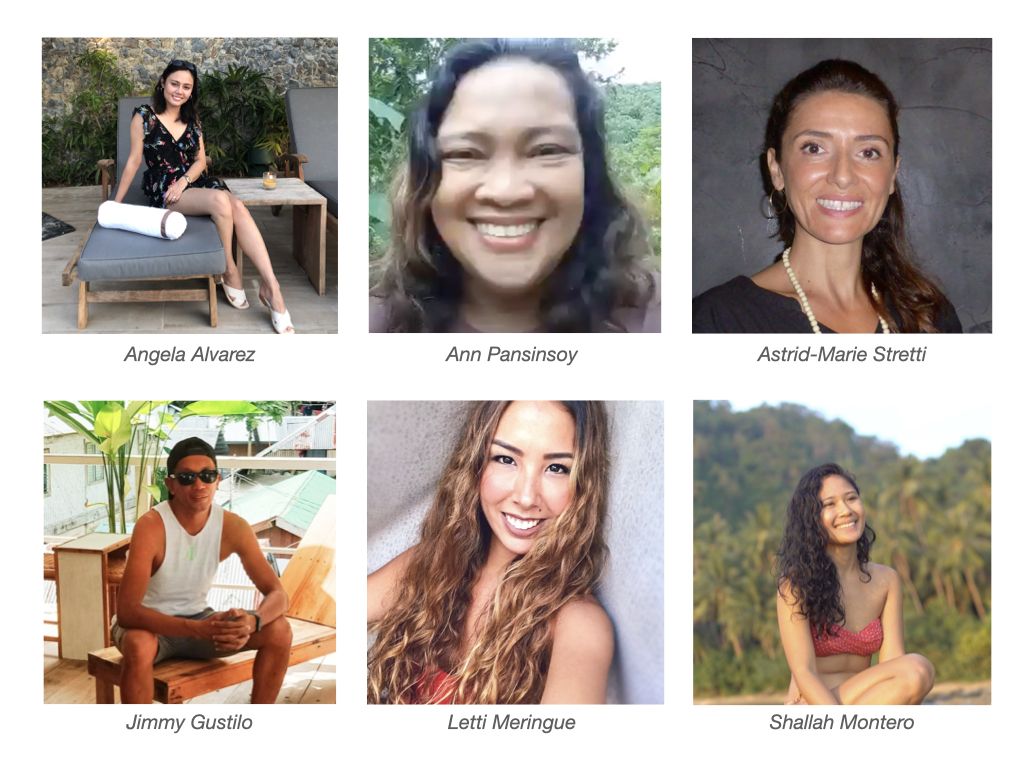 Angela Alvarez
Ann Pansinsoy
Astrid-Marie Stretti
Jimmy Gustilo
Letti Meringue
Shallah Montero